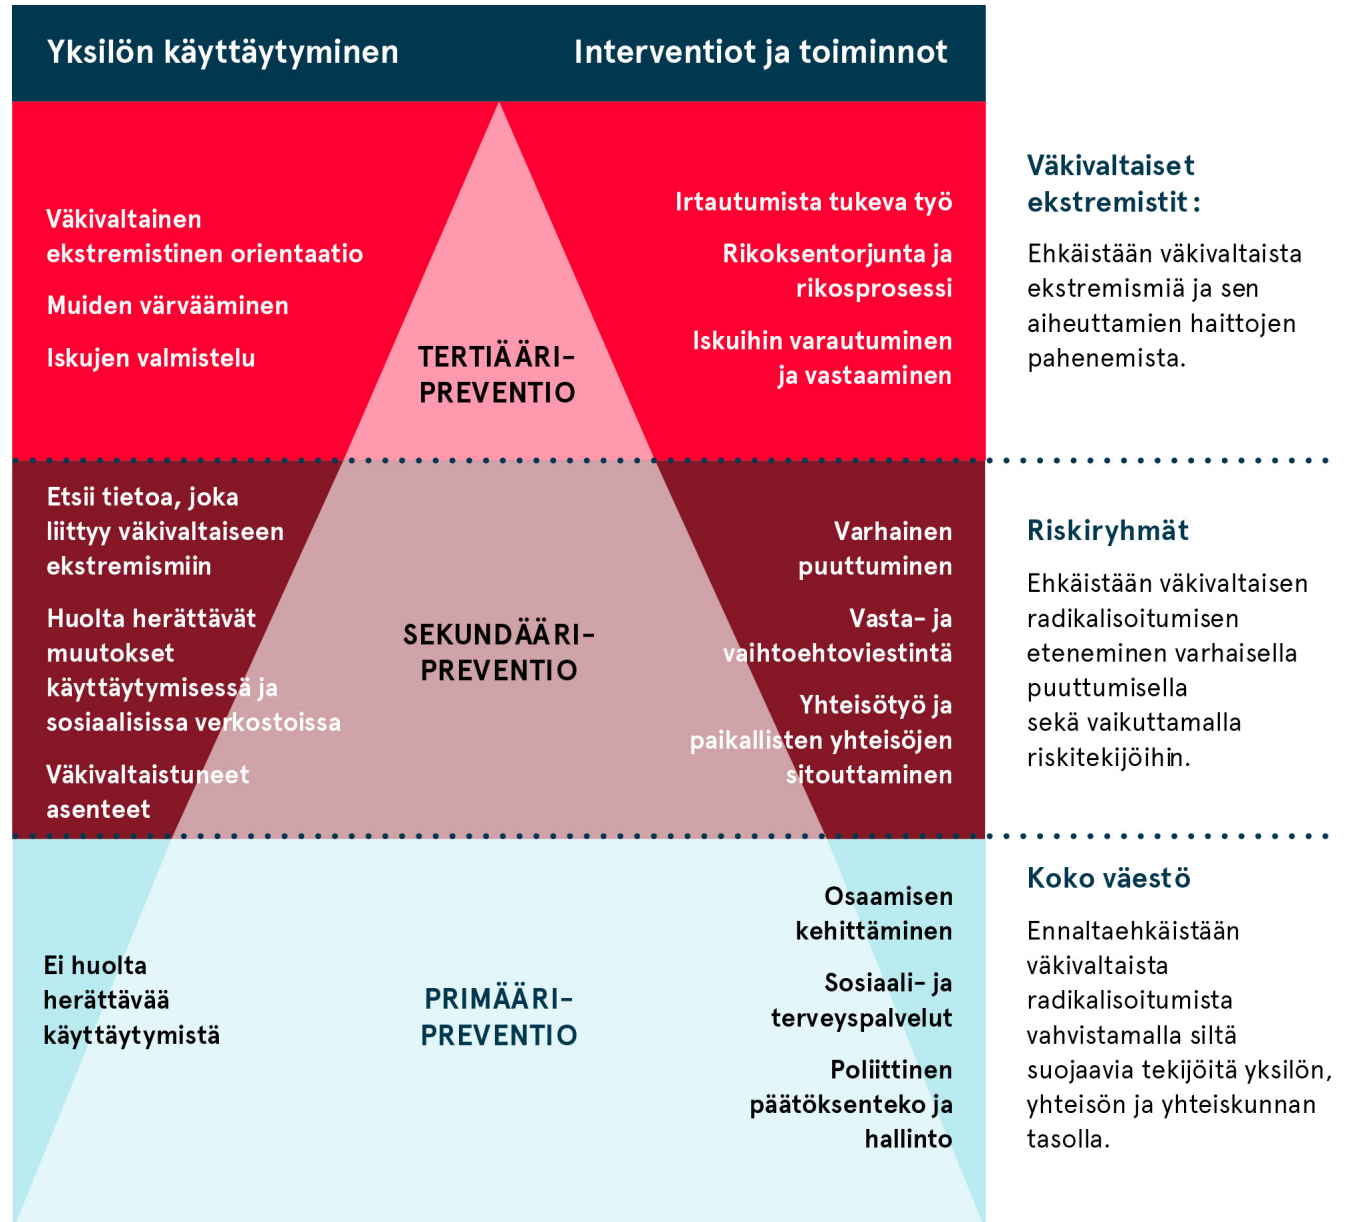 Yksilön käyttäytyminen
Interventiot ja toiminnot
Väkivaltainen
ekstremistinen orientaatio
Muiden värvääminen
Iskujen valmistelu
TERTIÄÄRI-
PREVENTIO
Irtautumista tukeva työ
Rikoksentorjunta ja
rikosprosessi
Iskuihin varautuminen
ja vastaaminen
Väkivaltaiset
ekstremistit:
Ehkäistään väkivaltaista
ekstremismiä ja sen
aiheuttamien haittojen
pahenemista.
Etsii tietoa, joka
liittyy väkivaltaiseen
ekstremismiin
Huolta herättävät
muutokset
käyttäytymisessä ja
sosiaalisissa verkostoissa
Väkivaltaistuneet
asenteet
SEKUNDÄÄRI-
PREVENTIO
Varhainen
puuttuminen
Vasta- ja
vaihtoehtoviestintä
Yhteisötyö ja
paikallisten yhteisöjen
sitouttaminen
Riskiryhmät
Ehkäistään väkivaltaisen
radikalisoitumisen
eteneminen varhaisella
puuttumisella
sekä vaikuttamalla
riskitekijöihin.
Ei huolta
herättävää
käyttäytymistä
PRIMÄÄRI-
PREVENTIO
Osaamisen
kehittäminen
Sosiaali- ja
terveyspalvelut
Poliittinen
päätöksenteko ja
hallinto
Koko väestö
Ennaltaehkäistään
väkivaltaista
radikalisoitumista
vahvistamalla siltä
suojaavia tekijöitä yksilön,
yhteisön ja yhteiskunnan
tasolla.